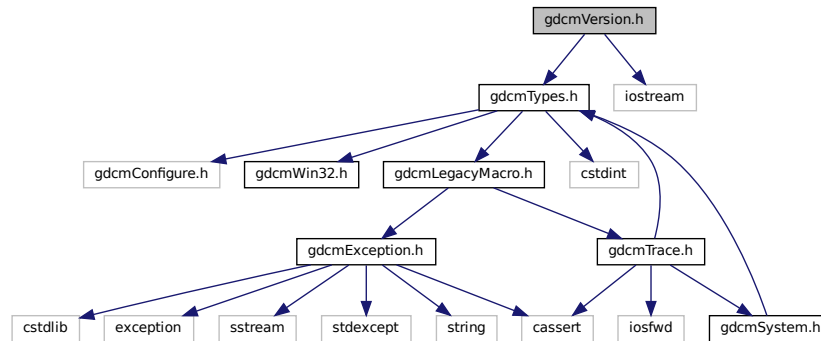 gdcmVersion.h
gdcmTypes.h
iostream
gdcmConfigure.h
gdcmWin32.h
gdcmLegacyMacro.h
cstdint
gdcmException.h
gdcmTrace.h
cstdlib
exception
sstream
stdexcept
string
cassert
iosfwd
gdcmSystem.h